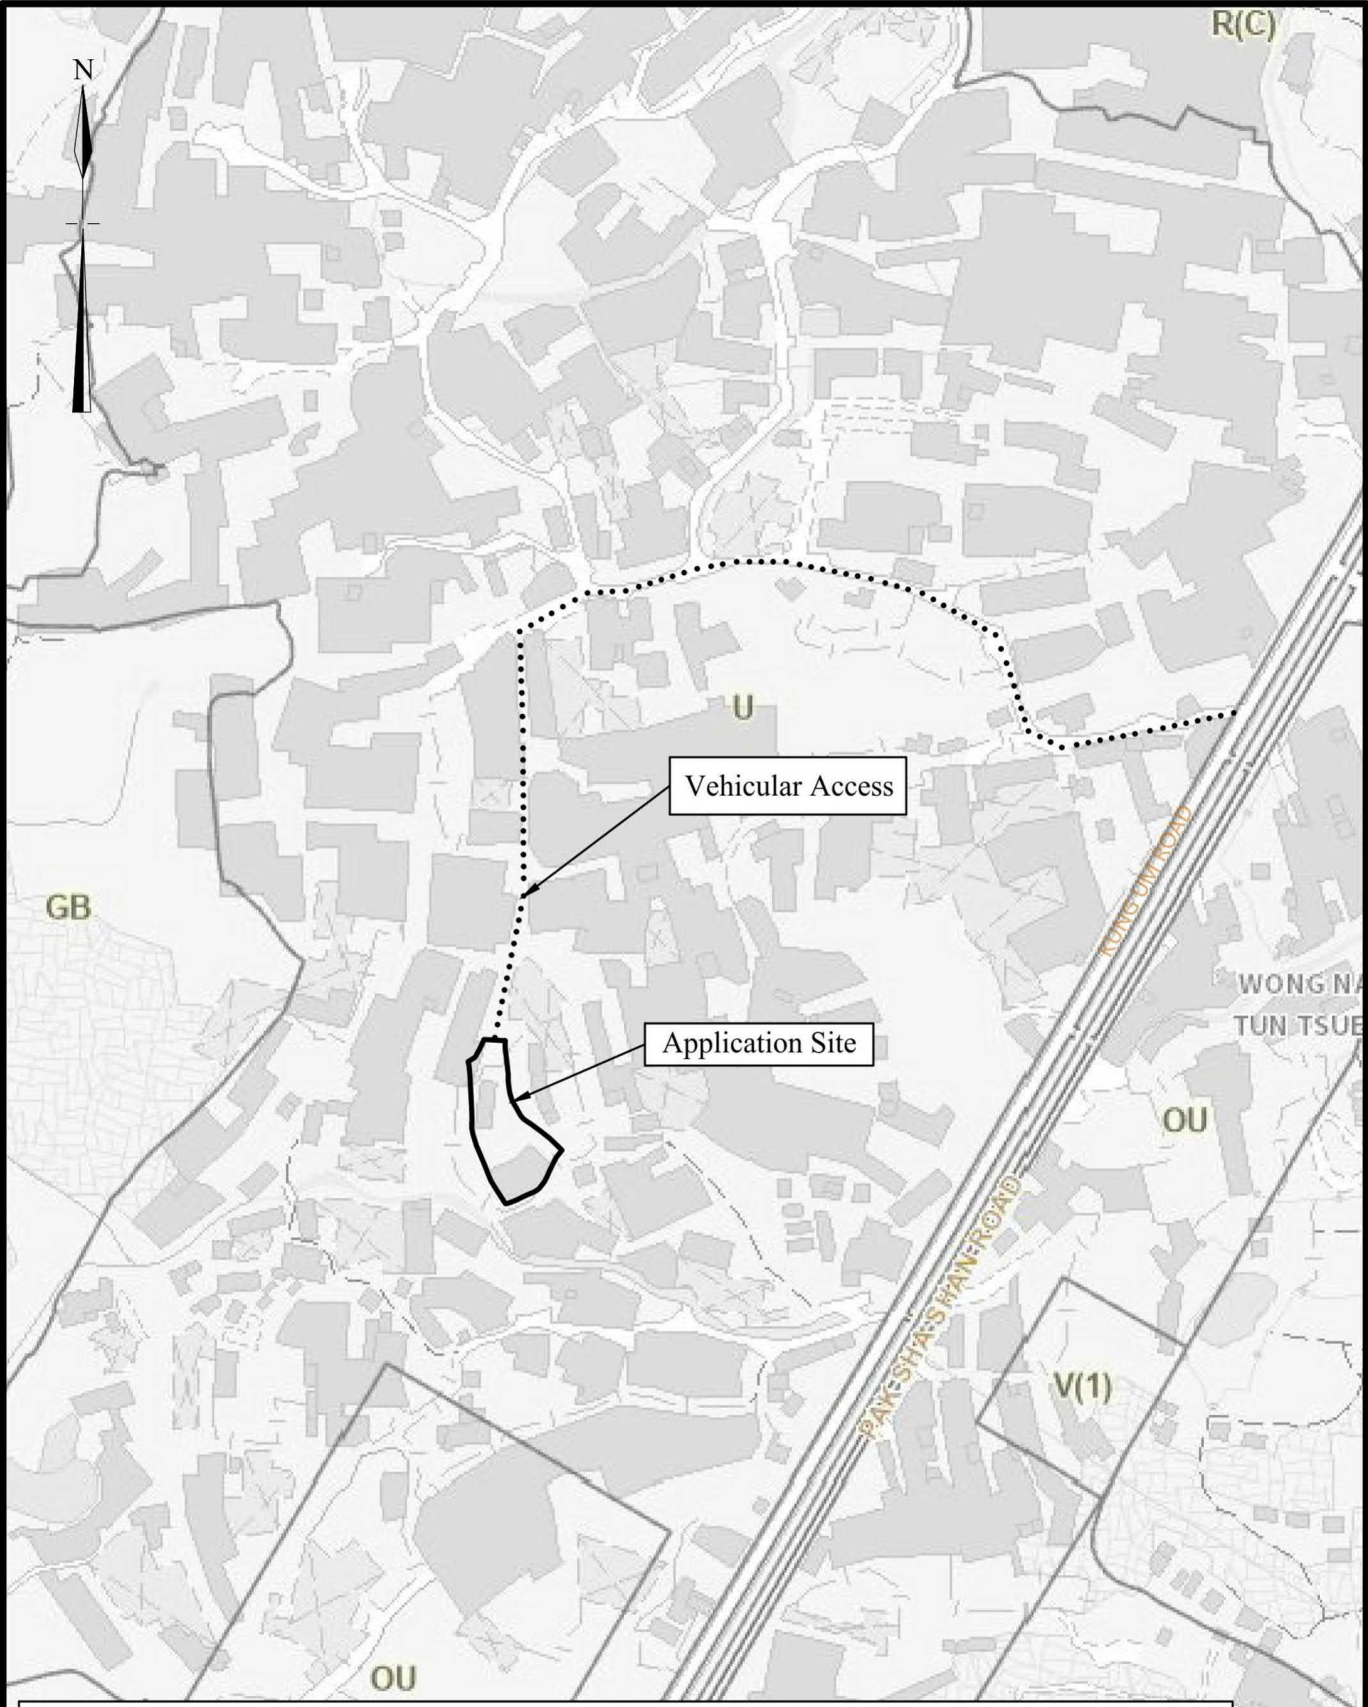 R(C)
N
U
Vehicular Access
KUNG UM ROAD
GB
WONG NA
TUN TSUE
Application Site
OU
PAK SHA SHAN ROAD
V(1)
OU